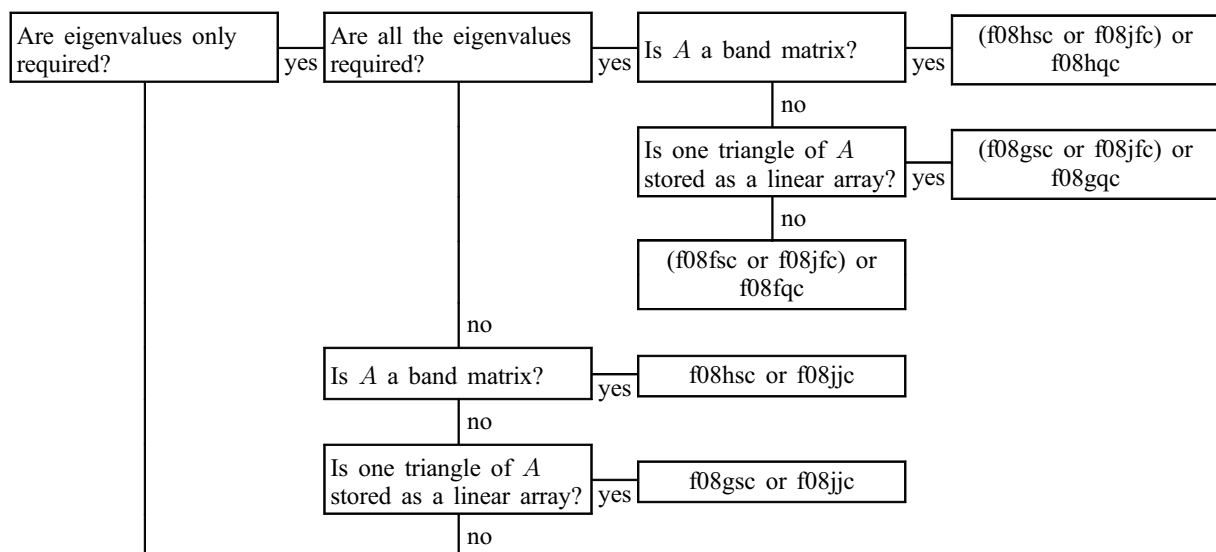 Are eigenvalues only
required?
yes
Are all the eigenvalues
required?
yes
Is A a band matrix?
yes
(f08hsc or f08jfc) or
f08hqc
no
Is one triangle of A
stored as a linear array?
yes
(f08gsc or f08jfc) or
f08gqc
no
(f08fsc or f08jfc) or
f08fqc
no
Is A a band matrix?
yes
f08hsc or f08jjc
no
Is one triangle of A
stored as a linear array?
yes
f08gsc or f08jjc
no